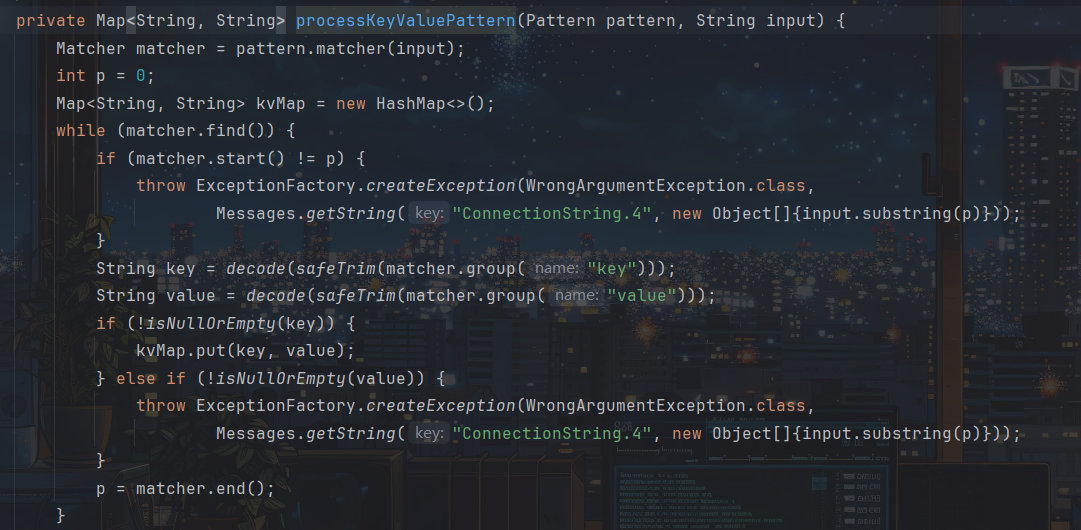 private Map<String, String> processKeyValuePattern(Pattern pattern, String input) {
    Matcher matcher = pattern.matcher(input);
    int p = 0;
    Map<String, String> kvMap = new HashMap<>();
    while (matcher.find()) {
        if (matcher.start() != p) {
            throw ExceptionFactory.createException(WrongArgumentException.class,
                    Messages.getString( key: "ConnectionString.4", new Object[]{input.substring(p)}));
        }
        String key = decode(safeTrim(matcher.group( name: "key")));
        String value = decode(safeTrim(matcher.group( name: "value")));
        if (!isNullOrEmpty(key)) {
            kvMap.put(key, value);
        } else if (!isNullOrEmpty(value)) {
            throw ExceptionFactory.createException(WrongArgumentException.class,
                    Messages.getString( key: "ConnectionString.4", new Object[]{input.substring(p)}));
        }
        p = matcher.end();
    }